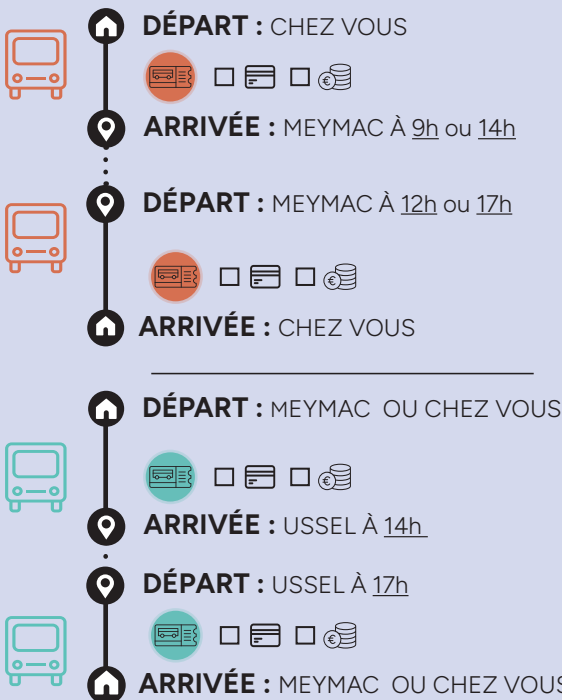 DÉPART : CHEZ VOUS
ARRIVÉE : MEYMAC À 9h ou 14h
DÉPART : MEYMAC À 12h ou 17h
ARRIVÉE : CHEZ VOUS
DÉPART : MEYMAC OU CHEZ VOUS
ARRIVÉE : USSEL À 14h
DÉPART : USSEL À 17h
ARRIVÉE : MEYMAC OU CHEZ VOUS